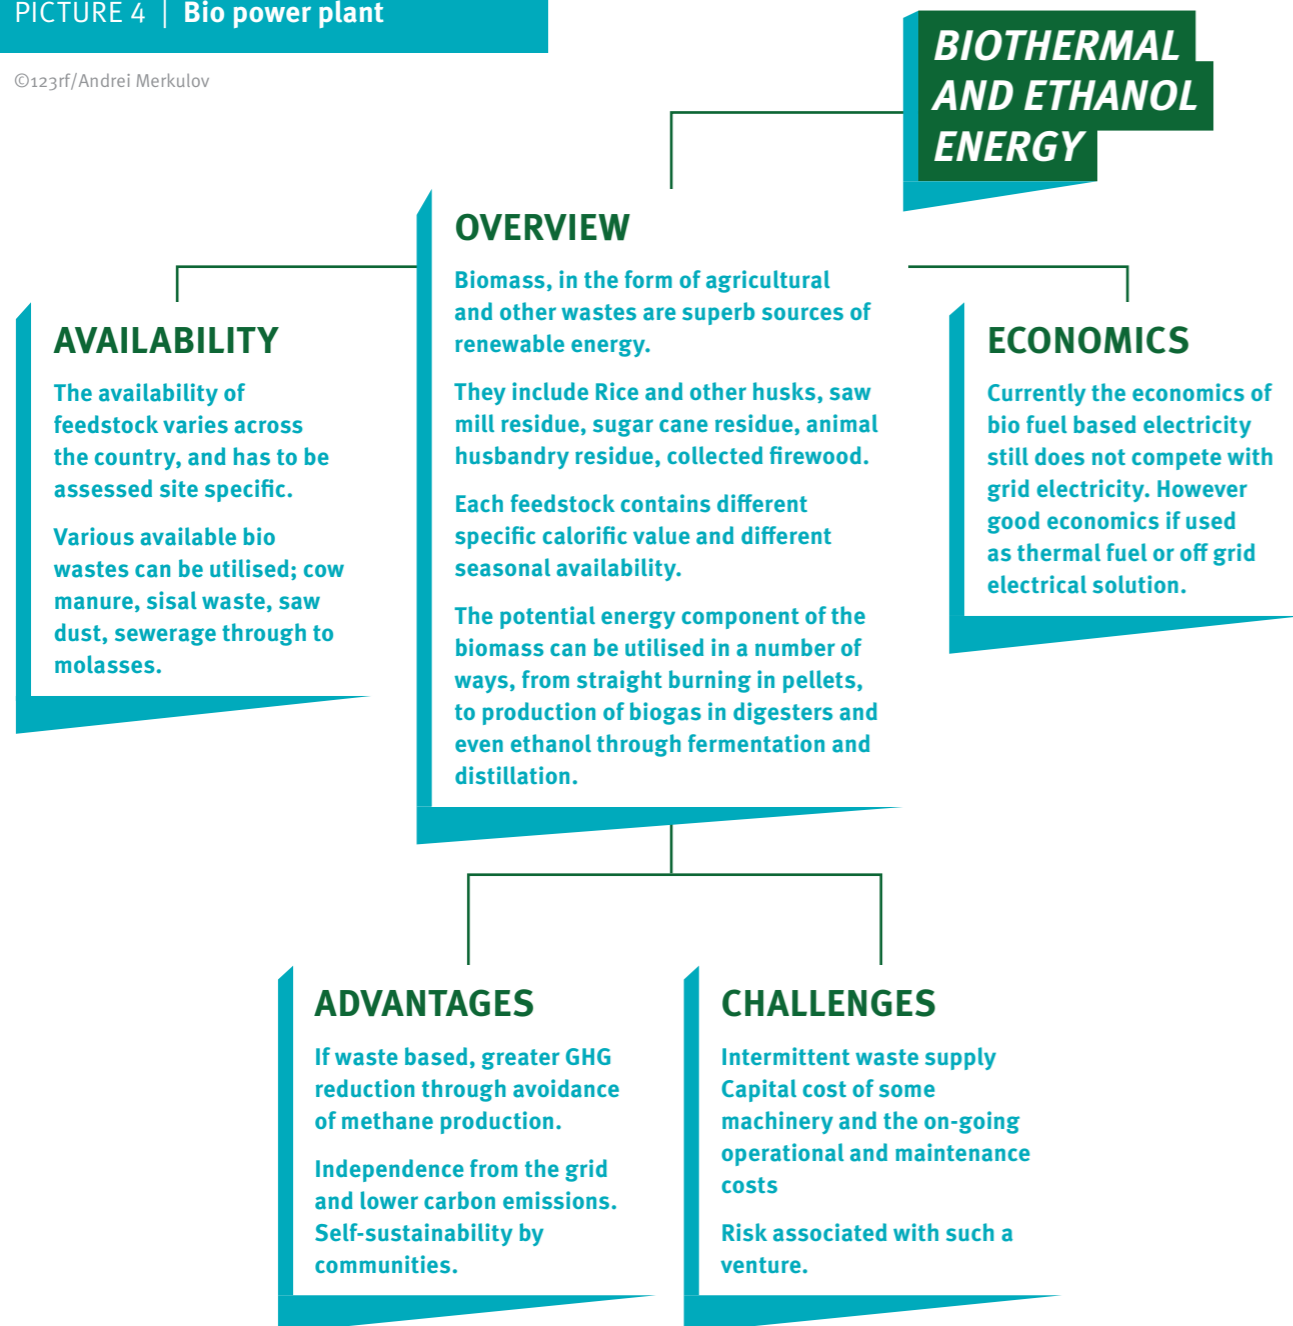 PICTURE 4 | Bio power plant
©123rf/Andrei Merkulov
BIOTHERMAL
AND ETHANOL
ENERGY
OVERVIEW
Biomass, in the form of agricultural
and other wastes are superb sources of
renewable energy.
They include Rice and other husks, saw
mill residue, sugar cane residue, animal
husbandry residue, collected firewood.
Each feedstock contains different
specific calorific value and different
seasonal availability.
The potential energy component of the
biomass can be utilised in a number of
ways, from straight burning in pellets,
to production of biogas in digesters and
even ethanol through fermentation and
distillation.
AVAILABILITY
The availability of
feedstock varies across
the country, and has to be
assessed site specific.
Various available bio
wastes can be utilised; cow
manure, sisal waste, saw
dust, sewerage through to
molasses.
ECONOMICS
Currently the economics of
bio fuel based electricity
still does not compete with
grid electricity. However
good economics if used
as thermal fuel or off grid
electrical solution.
ADVANTAGES
If waste based, greater GHG
reduction through avoidance
of methane production.
Independence from the grid
and lower carbon emissions.
Self-sustainability by
communities.
CHALLENGES
Intermittent waste supply
Capital cost of some
machinery and the on-going
operational and maintenance
costs
Risk associated with such a
venture.